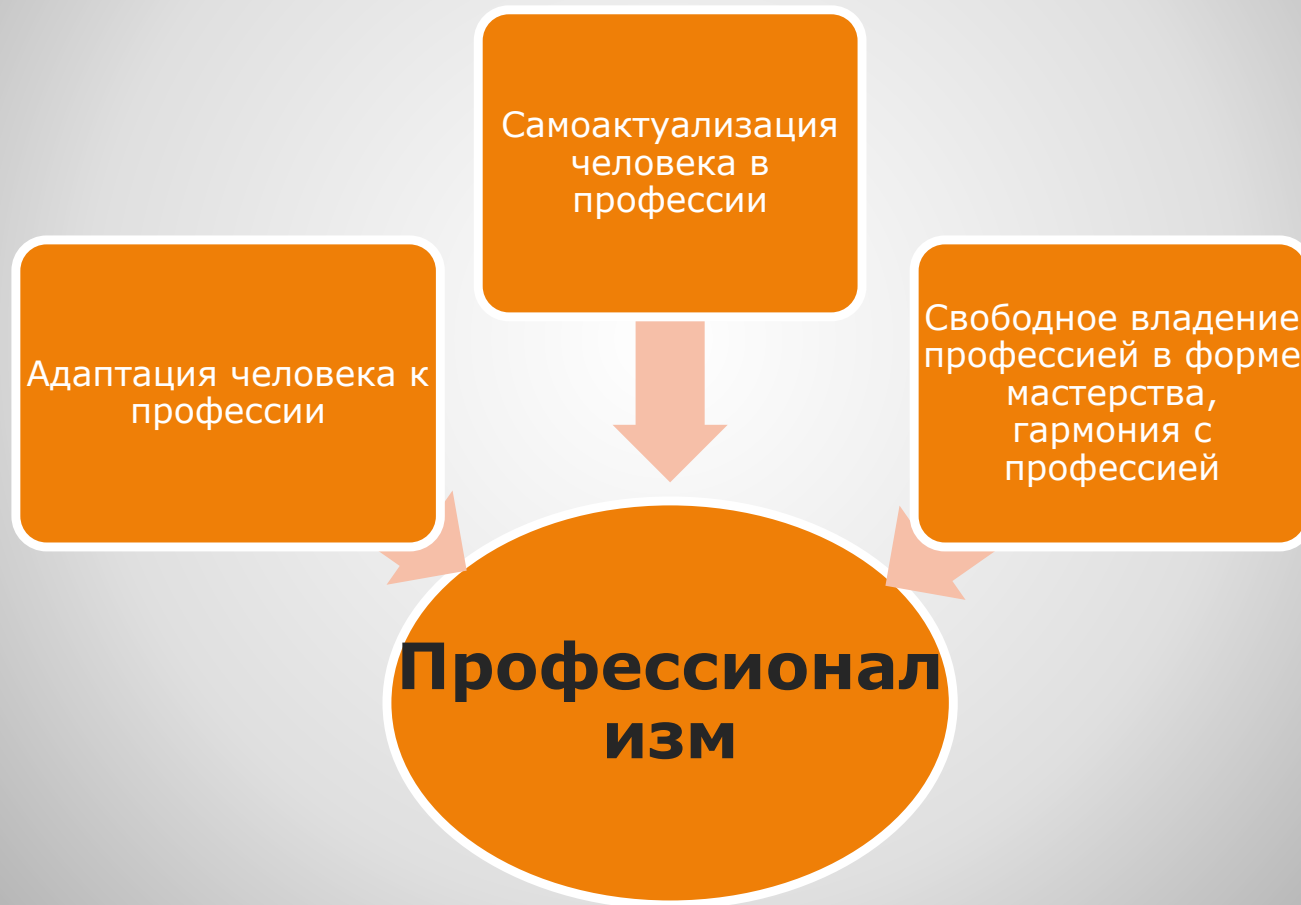 Самоактуализация
человека в
профессии
Адаптация человека к
профессии
Свободное владение
профессией в форме
мастерства,
гармония с
профессией
Профессионал
изм